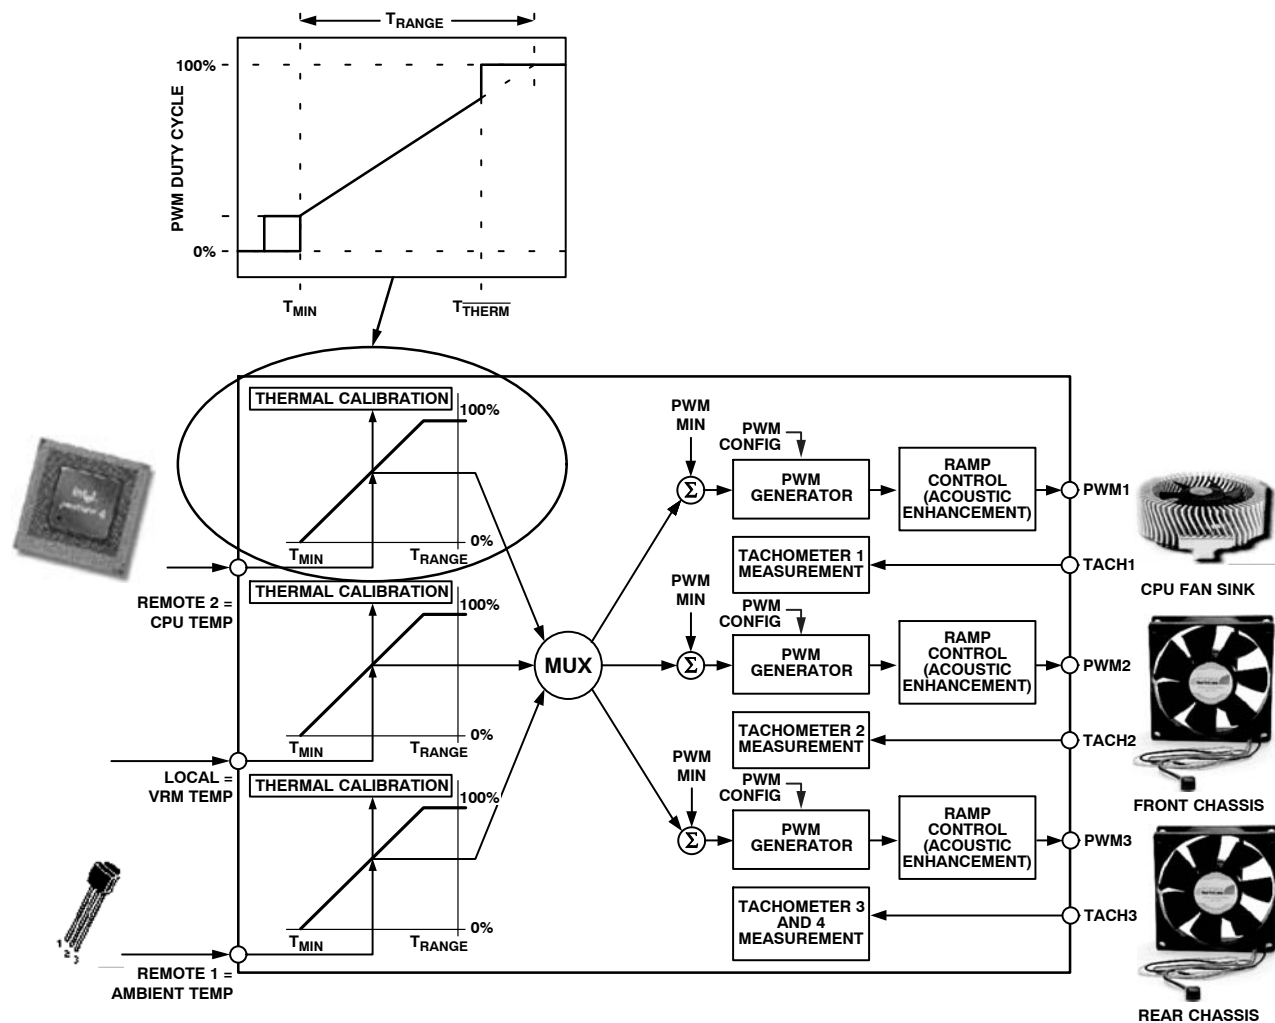 TRANGE
100%
PWM DUTY CYCLE
0%
TMIN
TTHERM
THERMAL CALIBRATION
100%
0%
TMIN
TRANGE
REMOTE 2 =
CPU TEMP
THERMAL CALIBRATION
100%
0%
TMIN
TRANGE
LOCAL =
VRM TEMP
THERMAL CALIBRATION
100%
0%
TMIN
TRANGE
REMOTE 1 =
AMBIENT TEMP
1
2
3
intel
MUX
PWM
MIN
PWM
CONFIG
Σ
PWM
GENERATOR
RAMP
CONTROL
(ACOUSTIC
ENHANCEMENT)
PWM1
TACHOMETER 1
MEASUREMENT
TACH1
CPU FAN SINK
PWM
MIN
PWM
CONFIG
Σ
PWM
GENERATOR
RAMP
CONTROL
(ACOUSTIC
ENHANCEMENT)
PWM2
TACHOMETER 2
MEASUREMENT
TACH2
FRONT CHASSIS
PWM
MIN
PWM
CONFIG
Σ
PWM
GENERATOR
RAMP
CONTROL
(ACOUSTIC
ENHANCEMENT)
PWM3
TACHOMETER 3
AND 4
MEASUREMENT
TACH3
REAR CHASSIS